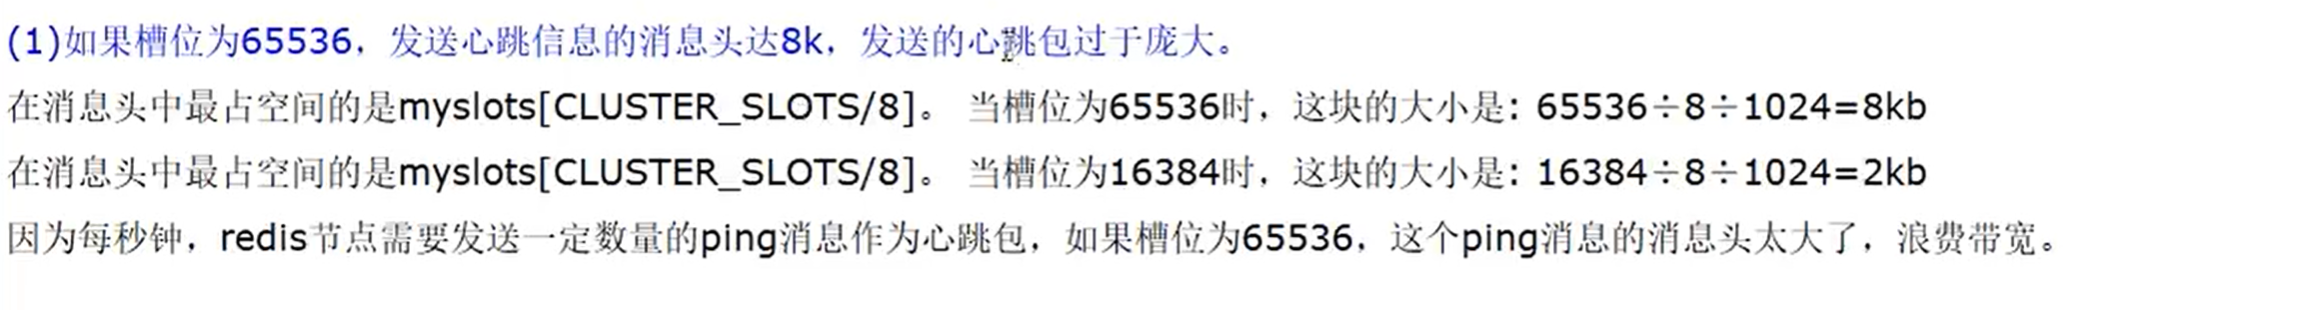 (1)如果槽位为65536，发送心跳信息的消息头达8k，发送的心跳包过于庞大。
在消息头中最占空间的是myslots[CLUSTER_SLOTS/8]。 当槽位为65536时，这块的大小是: 65536÷8÷1024=8kb
在消息头中最占空间的是myslots[CLUSTER_SLOTS/8]。 当槽位为16384时，这块的大小是: 16384÷8÷1024=2kb
因为每秒钟，redis节点需要发送一定数量的ping消息作为心跳包，如果槽位为65536，这个ping消息的消息头太大了，浪费带宽。